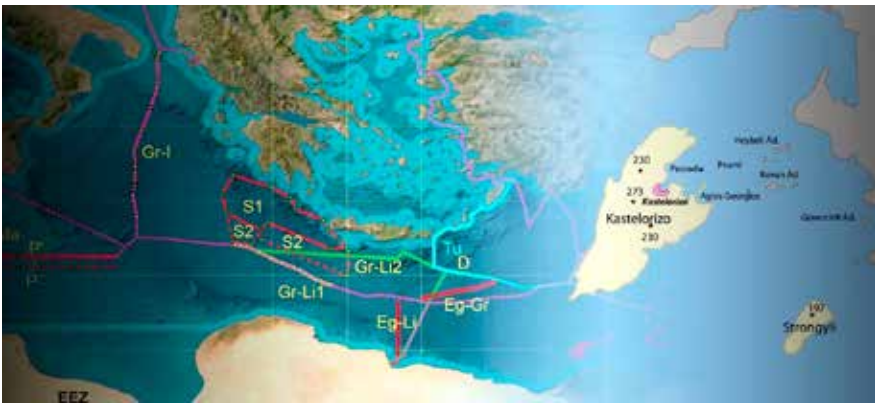 Gr-I
S1
S2
S2
Gr-Li1
Gr-Li2
Eg-Li
Eg-Gr
Tu
D
EEZ
230
273
Kastelorizo
Kastelorizo
230
Agios Georgios
197
Strongyli